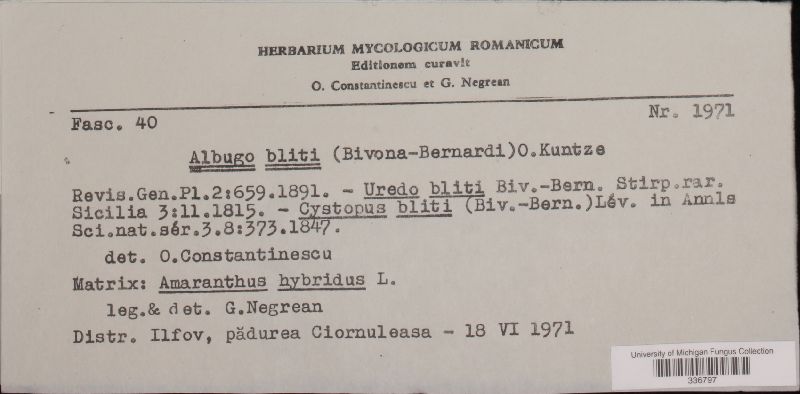 HERBARIUM MYCOLOGICUM ROMANICUM
Editionem curavit
O. Constantinescu et G. Negrean
Fasc. 40
Nr. 1971
Albugo bliti (Bivona-Bernardi)O.Kuntze
Revis.Gen.Pl.2:659.1891. - Uredo bliti Biv.-Bern. Stirp.rar.
Sicilia 3:11.1815. - Cystopus bliti (Biv.-Bern.)Lév. in Annls
Sci.nat.sér.3.8:373.1847.
det. O.Constantinescu
Matrix: Amaranthus hybridus L.
leg.& det. G.Negrean
Distr. Ilfov, pădurea Ciornuleasa - 18 VI 1971
University of Michigan Fungus Collection
336797